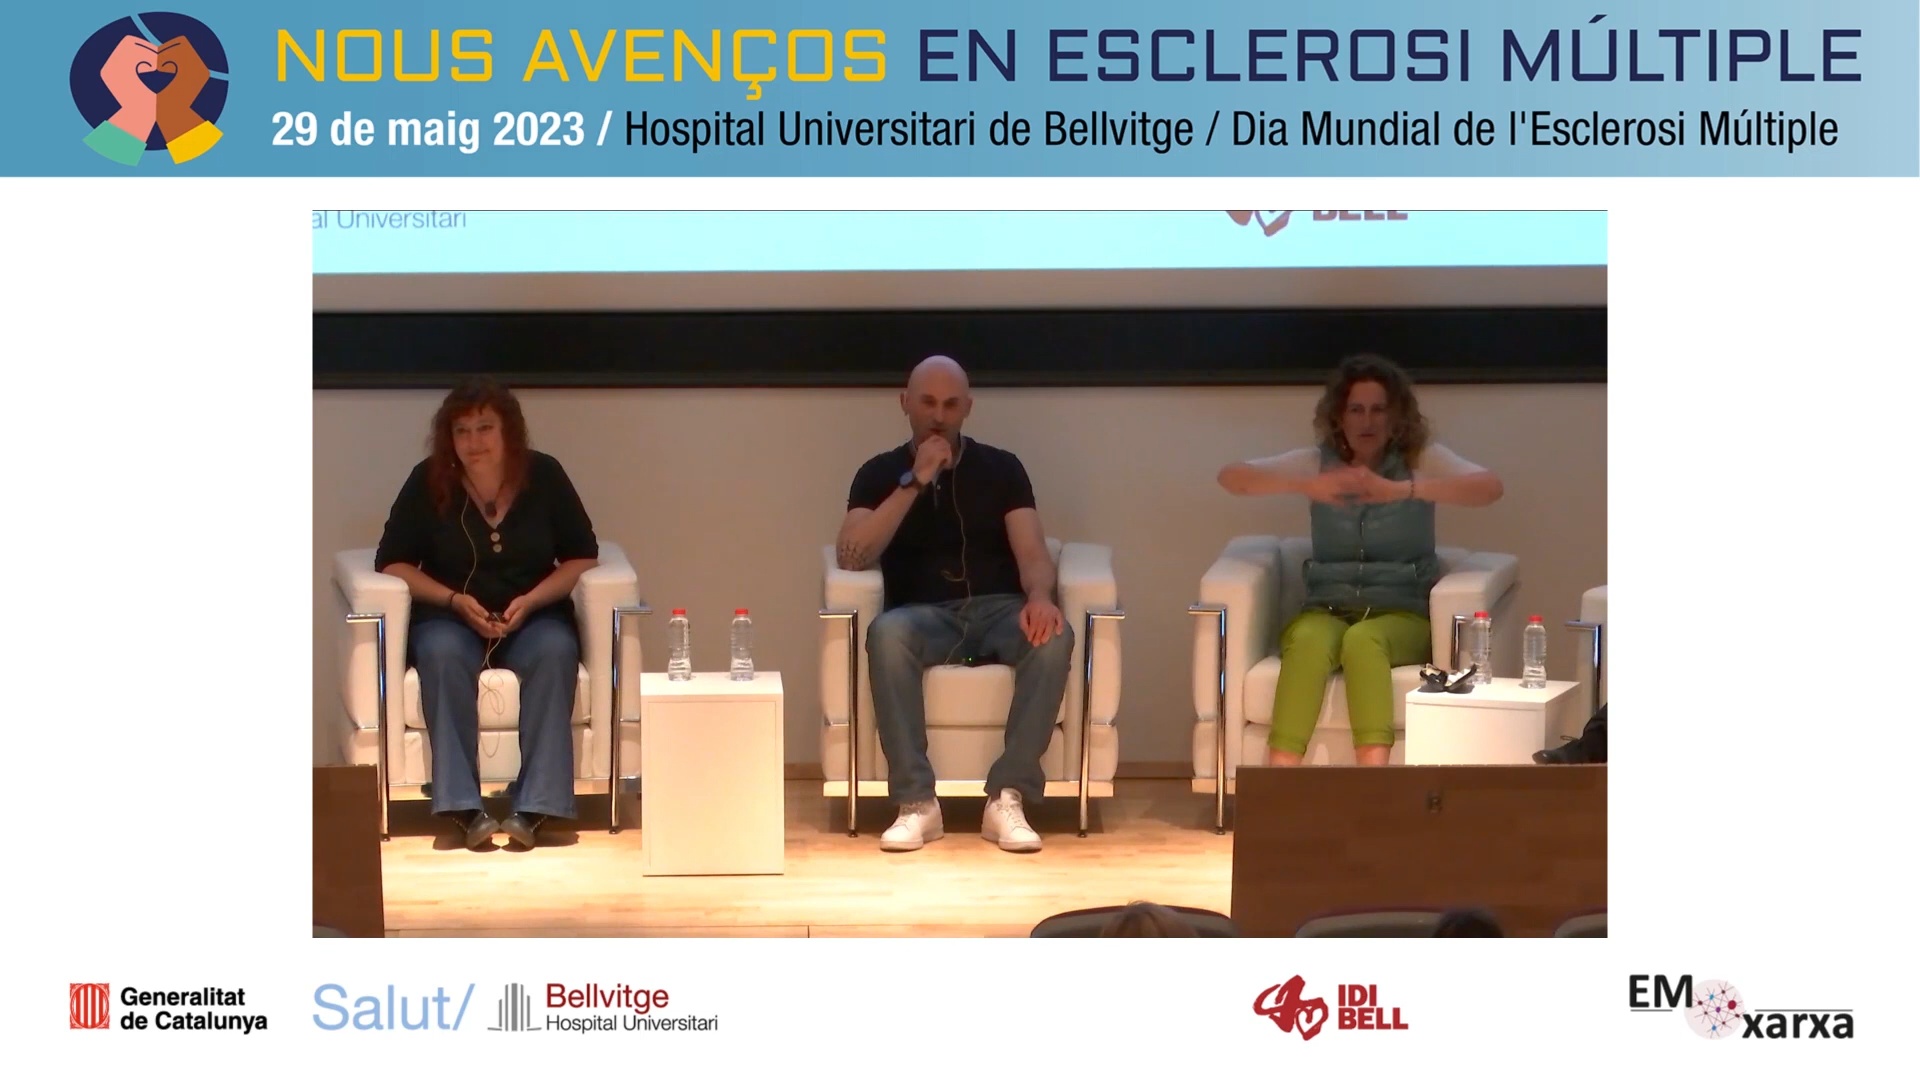 NOUS AVENÇOS EN ESCLEROSI MÚLTIPLE
29 de maig 2023 / Hospital Universitari de Bellvitge / Dia Mundial de l'Esclerosi Múltiple
al Universitari
BELL
Generalitat
de Catalunya
Salut/
Bellvitge
Hospital Universitari
IDI
BELL
EM
xarxa